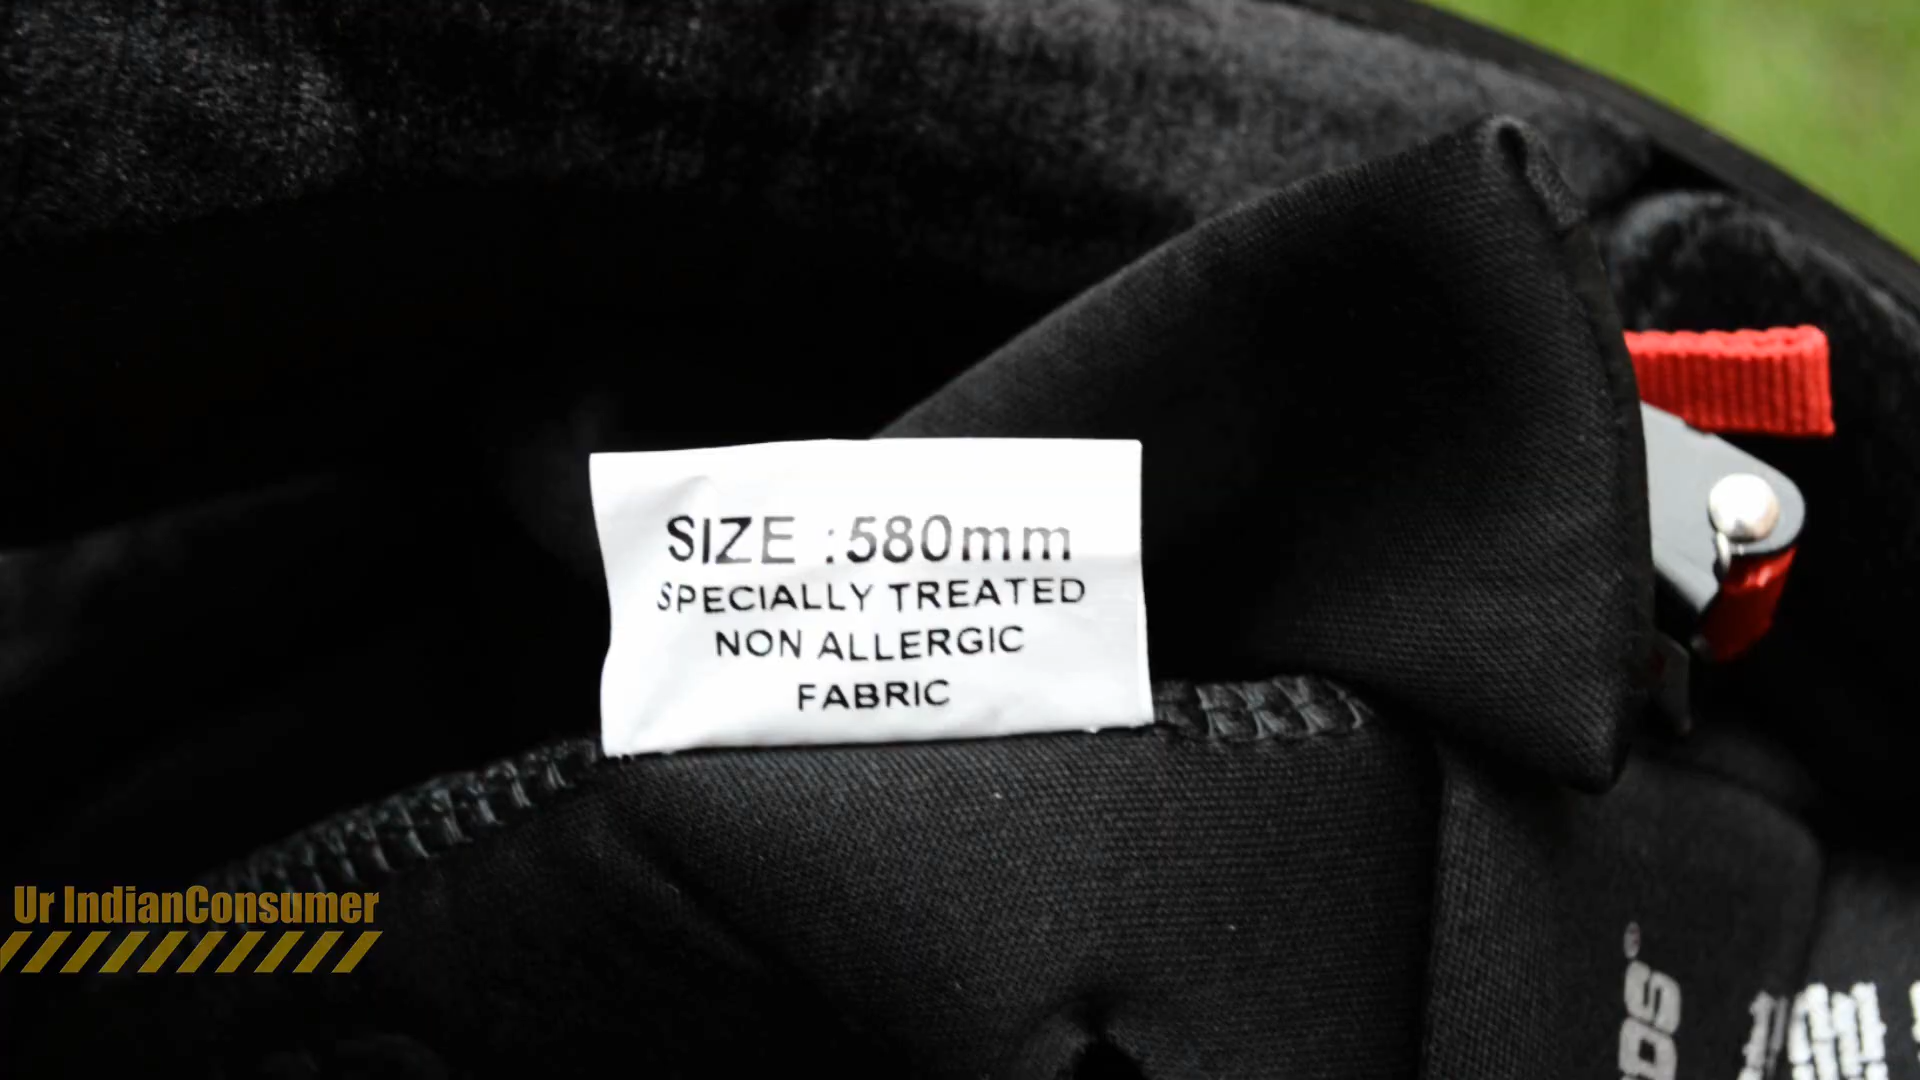 SIZE :580mm
SPECIALLY TREATED
NON ALLERGIC
FABRIC
Ur IndianConsumer